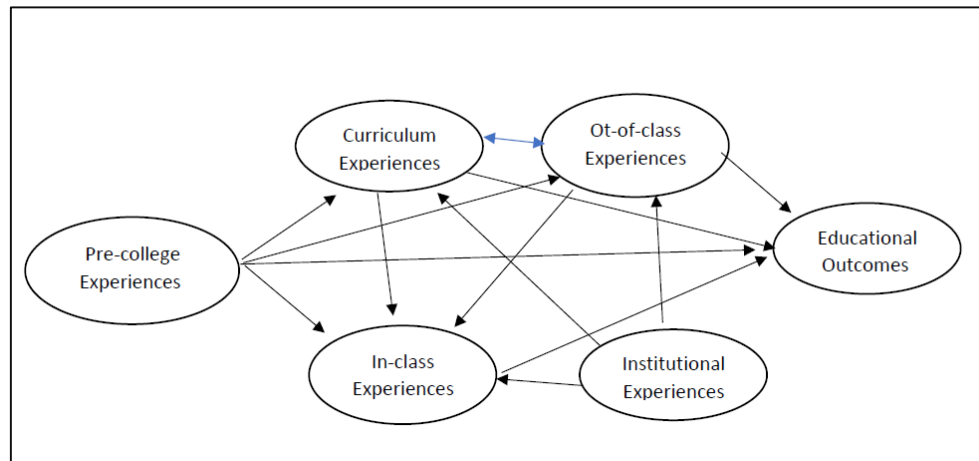 Curriculum
Experiences
Ot-of-class
Experiences
Pre-college
Experiences
Educational
Outcomes
In-class
Experiences
Institutional
Experiences